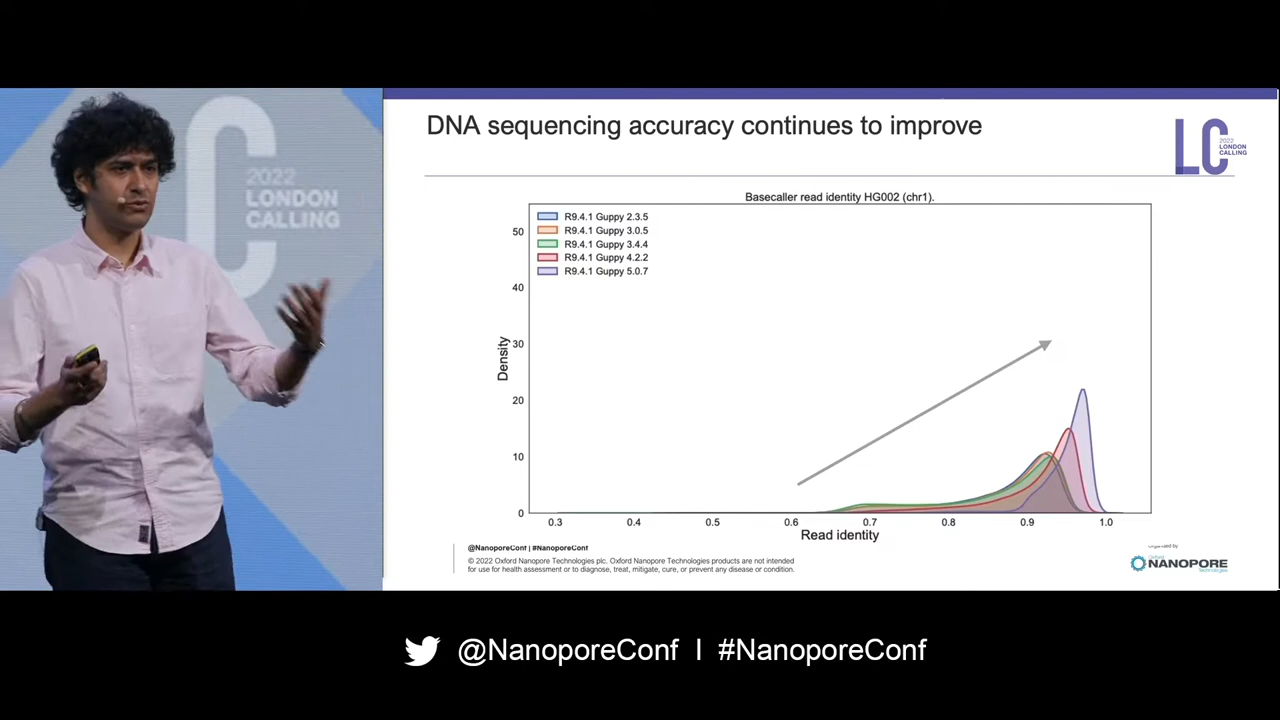 2022
LONDON
CALLING
DNA sequencing accuracy continues to improve
LC
2022
LONDON
CALLING
Basecaller read identity HG002 (chr1).
R9.4.1 Guppy 2.3.5
R9.4.1 Guppy 3.0.5
R9.4.1 Guppy 3.4.4
R9.4.1 Guppy 4.2.2
R9.4.1 Guppy 5.0.7
50
40
30
20
10
0
Density
0.3 0.4 0.5 0.6 0.7 0.8 0.9 1.0
Read identity
@NanoporeConf | #NanoporeConf
© 2022 Oxford Nanopore Technologies plc. Oxford Nanopore Technologies products are not intended
for use for health assessment or to diagnose, treat, mitigate, cure, or prevent any disease or condition.
Organised by
Oxford
NANOPORE
Technologies
@NanoporeConf | #NanoporeConf